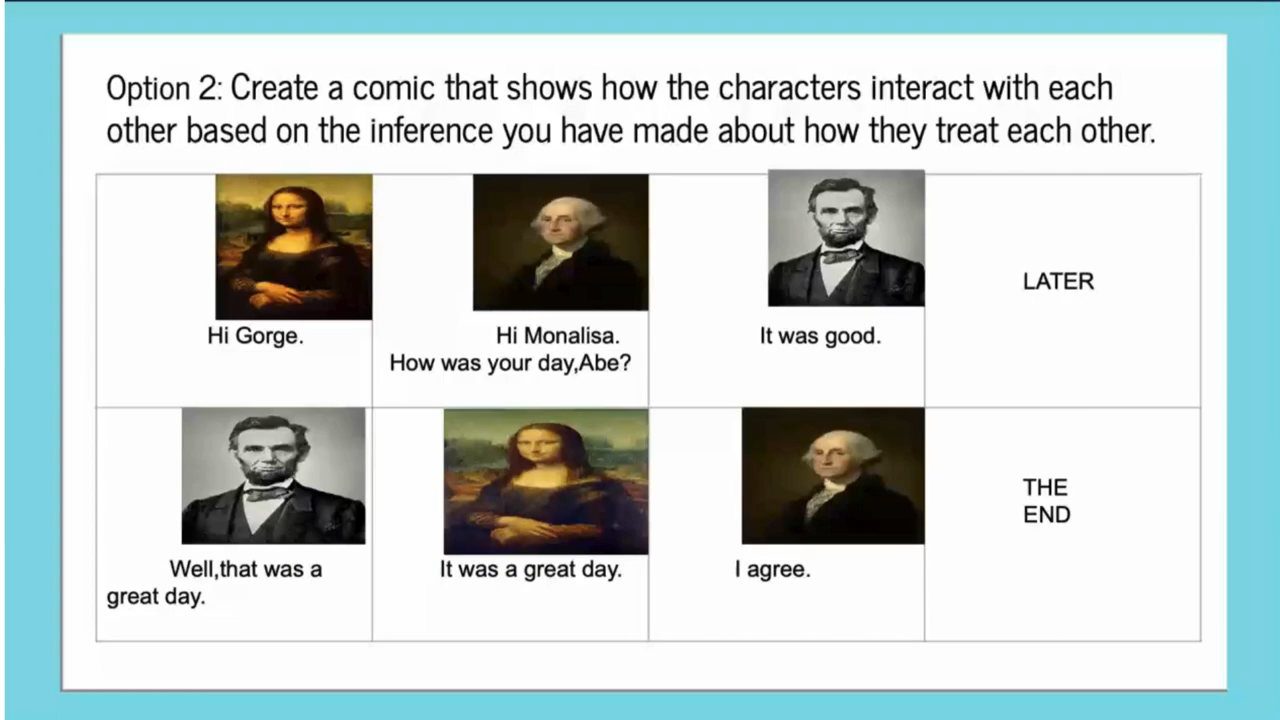 Option 2: Create a comic that shows how the characters interact with each
other based on the inference you have made about how they treat each other.
Hi Gorge.
Hi Monalisa.
How was your day,Abe?
It was good.
LATER
Well,that was a
great day.
It was a great day.
I agree.
THE
END